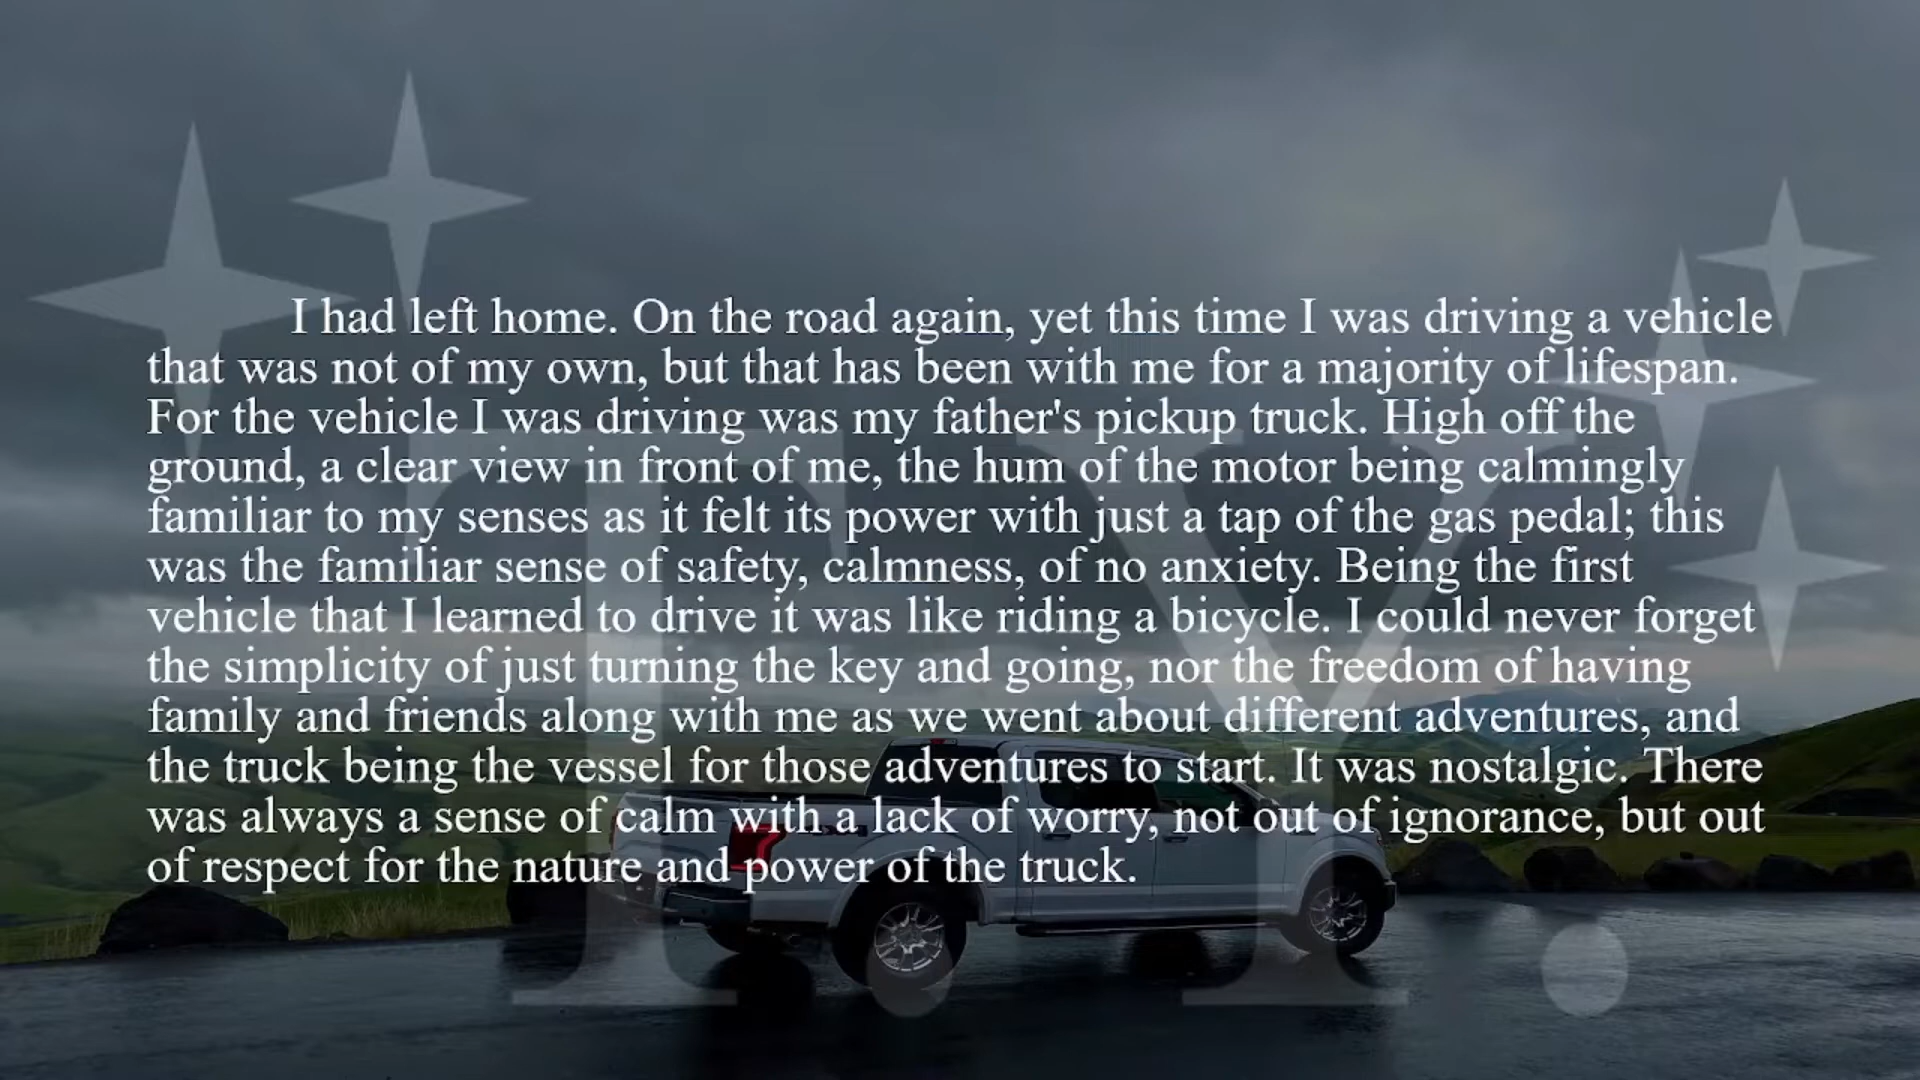 I had left home. On the road again, yet this time I was driving a vehicle
that was not of my own, but that has been with me for a majority of lifespan.
For the vehicle I was driving was my father's pickup truck. High off the
ground, a clear view in front of me, the hum of the motor being calmingly
familiar to my senses as it felt its power with just a tap of the gas pedal; this
was the familiar sense of safety, calmness, of no anxiety. Being the first
vehicle that I learned to drive it was like riding a bicycle. I could never forget
the simplicity of just turning the key and going, nor the freedom of having
family and friends along with me as we went about different adventures, and
the truck being the vessel for those adventures to start. It was nostalgic. There
was always a sense of calm with a lack of worry, not out of ignorance, but out
of respect for the nature and power of the truck.
T.Y.